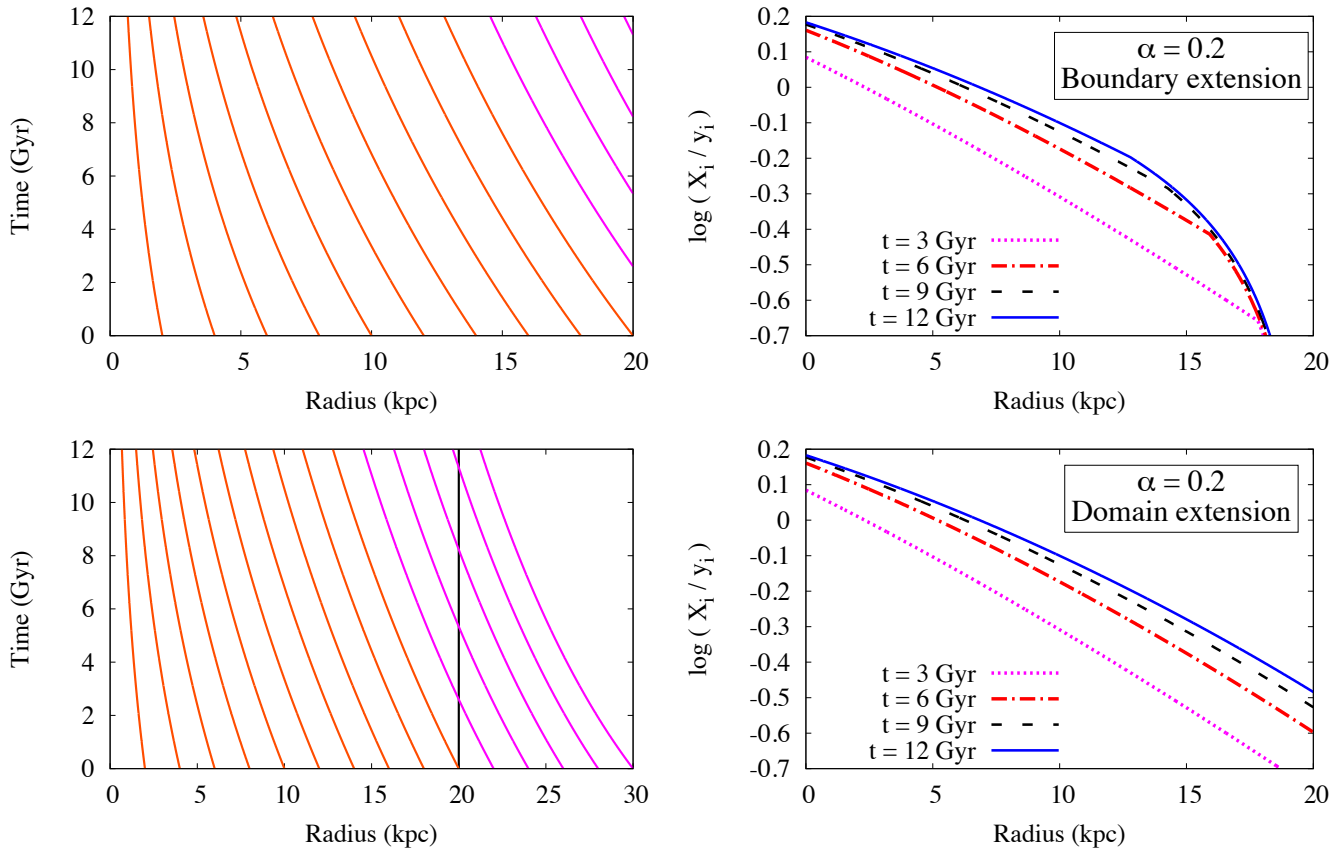 12
10
8
6
4
2
0
Time (Gyr)
0 5 10 15 20
Radius (kpc)
0.2
0.1
0
-0.1
-0.2
-0.3
-0.4
-0.5
-0.6
-0.7
log ( X_i / y_i )
α = 0.2
Boundary extension
t = 3 Gyr
t = 6 Gyr
t = 9 Gyr
t = 12 Gyr
0 5 10 15 20
Radius (kpc)
12
10
8
6
4
2
0
Time (Gyr)
0 5 10 15 20 25 30
Radius (kpc)
0.2
0.1
0
-0.1
-0.2
-0.3
-0.4
-0.5
-0.6
-0.7
log ( X_i / y_i )
α = 0.2
Domain extension
t = 3 Gyr
t = 6 Gyr
t = 9 Gyr
t = 12 Gyr
0 5 10 15 20
Radius (kpc)